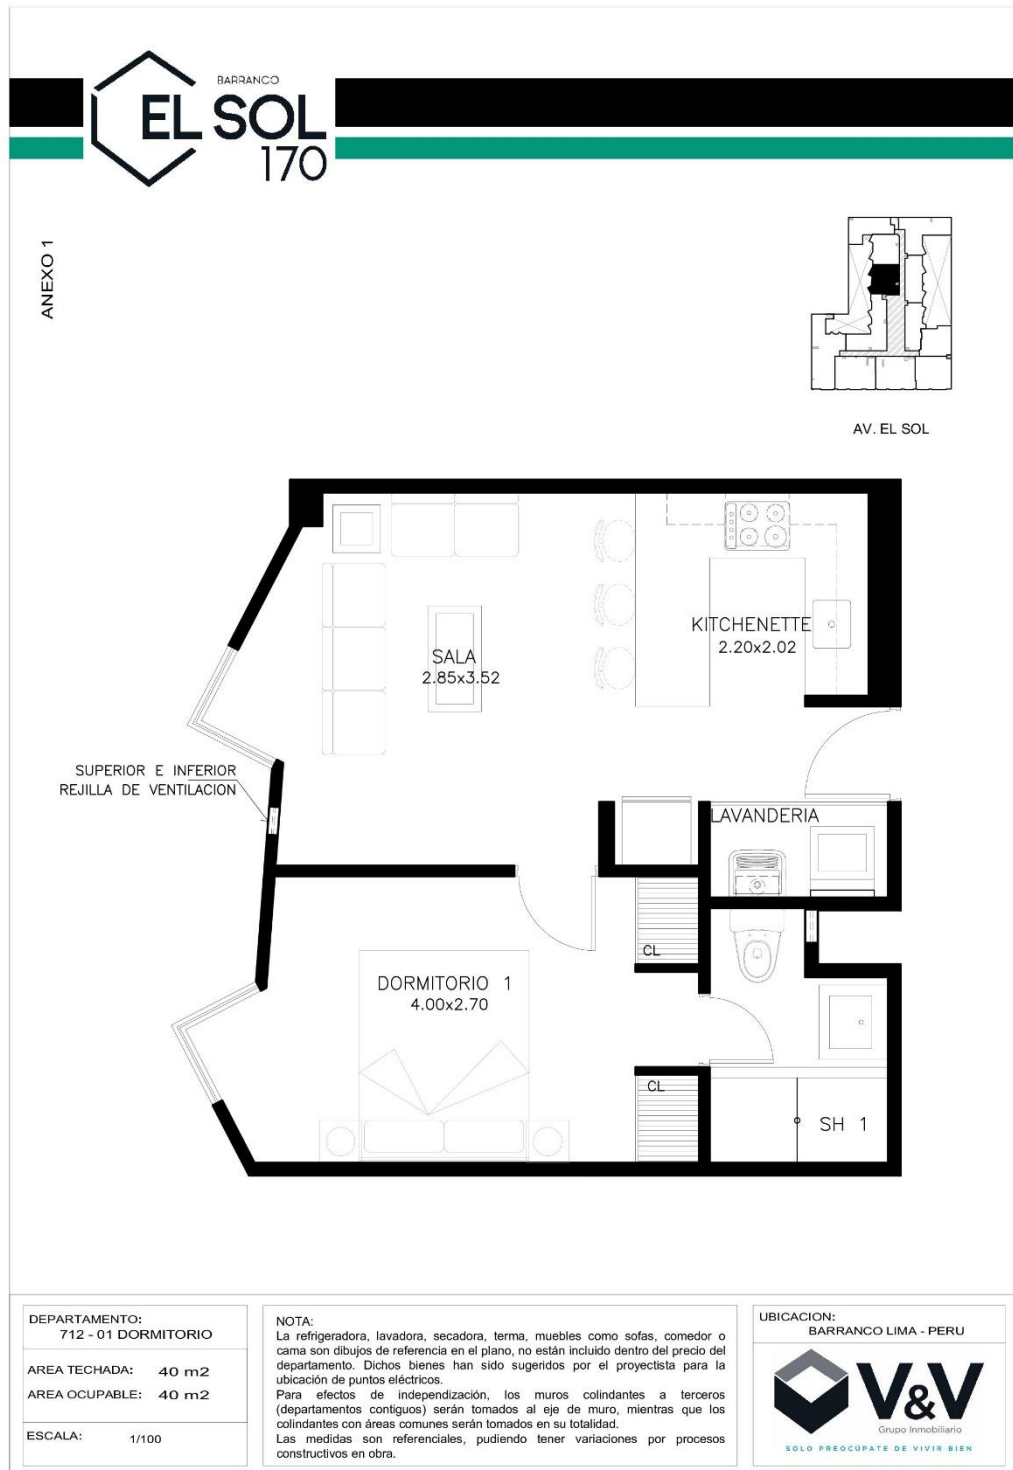 BARRANCO
EL SOL
170
ANEXO 1
AV. EL SOL
SALA
2.85x3.52
KITCHENETTE
2.20x2.02
SUPERIOR E INFERIOR
REJILLA DE VENTILACION
LAVANDERIA
CL
DORMITORIO 1
4.00x2.70
CL
SH 1
DEPARTAMENTO:
712 - 01 DORMITORIO
AREA TECHADA: 40 m2
AREA OCUPABLE: 40 m2
ESCALA: 1/100
NOTA:
La refrigeradora, lavadora, secadora, terma, muebles como sofas, comedor o
cama son dibujos de referencia en el plano, no están incluido dentro del precio del
departamento. Dichos bienes han sido sugeridos por el proyectista para la
ubicación de puntos eléctricos.
Para efectos de independización, los muros colindantes a terceros
(departamentos contiguos) serán tomados al eje de muro, mientras que los
colindantes con áreas comunes serán tomados en su totalidad.
Las medidas son referenciales, pudiendo tener variaciones por procesos
constructivos en obra.
UBICACION:
BARRANCO LIMA - PERU
V&V
Grupo Inmobiliario
SOLO PREOCÚPATE DE VIVIR BIEN